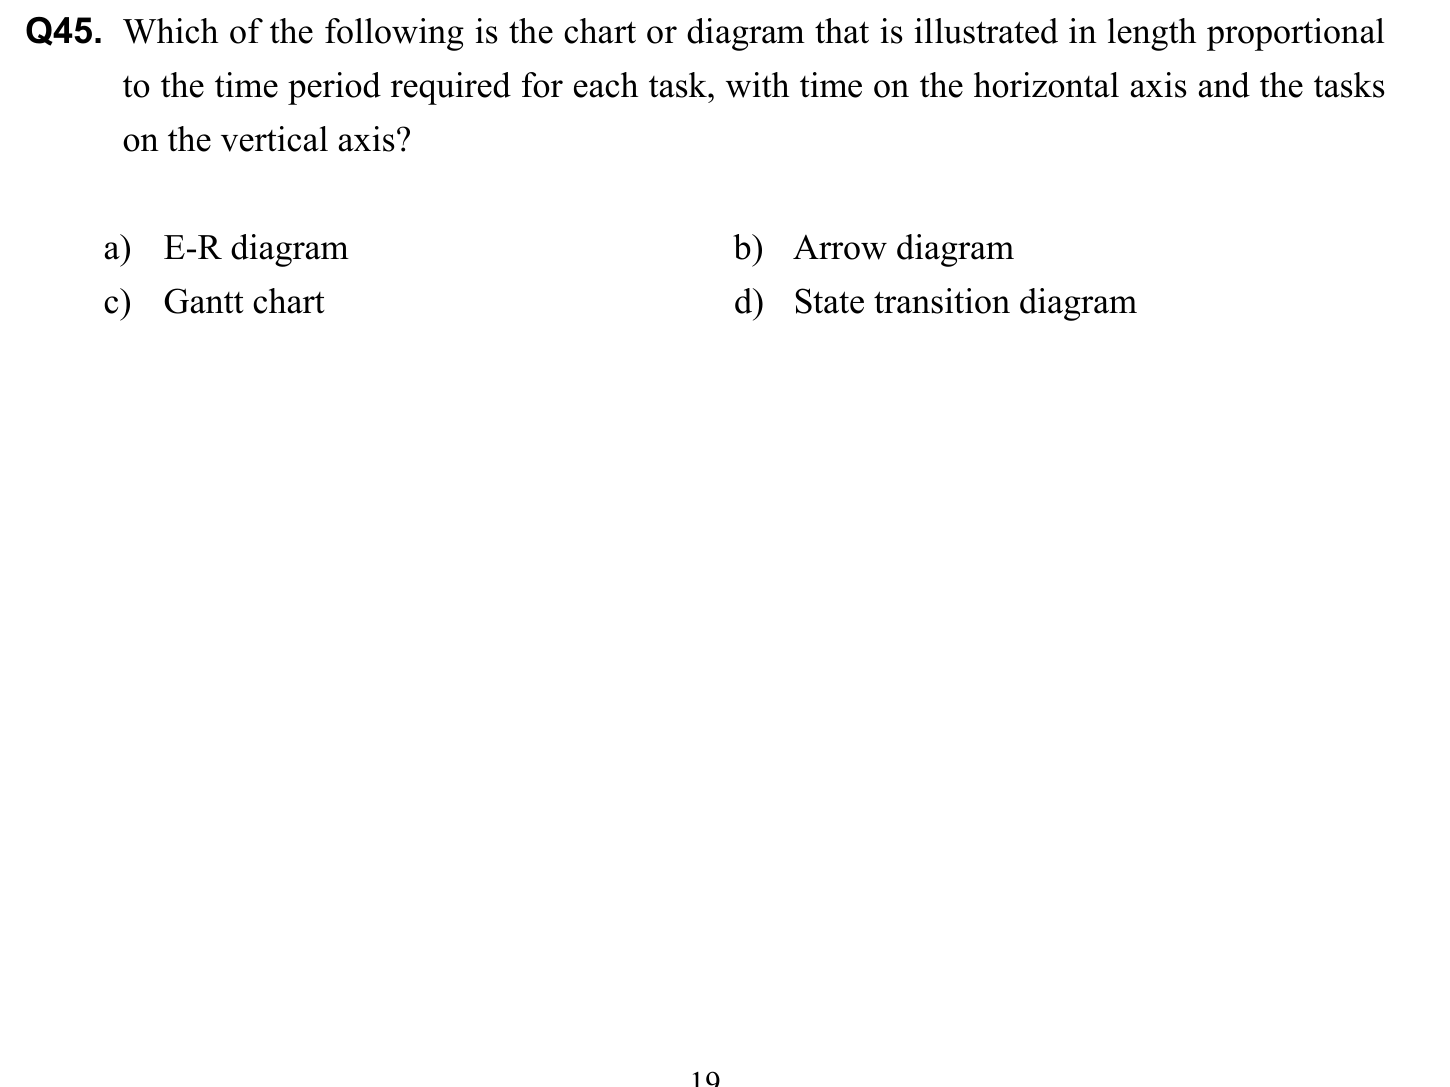 Q45. Which of the following is the chart or diagram that is illustrated in length proportional
to the time period required for each task, with time on the horizontal axis and the tasks
on the vertical axis?
a) E-R diagram b) Arrow diagram
c) Gantt chart d) State transition diagram
19